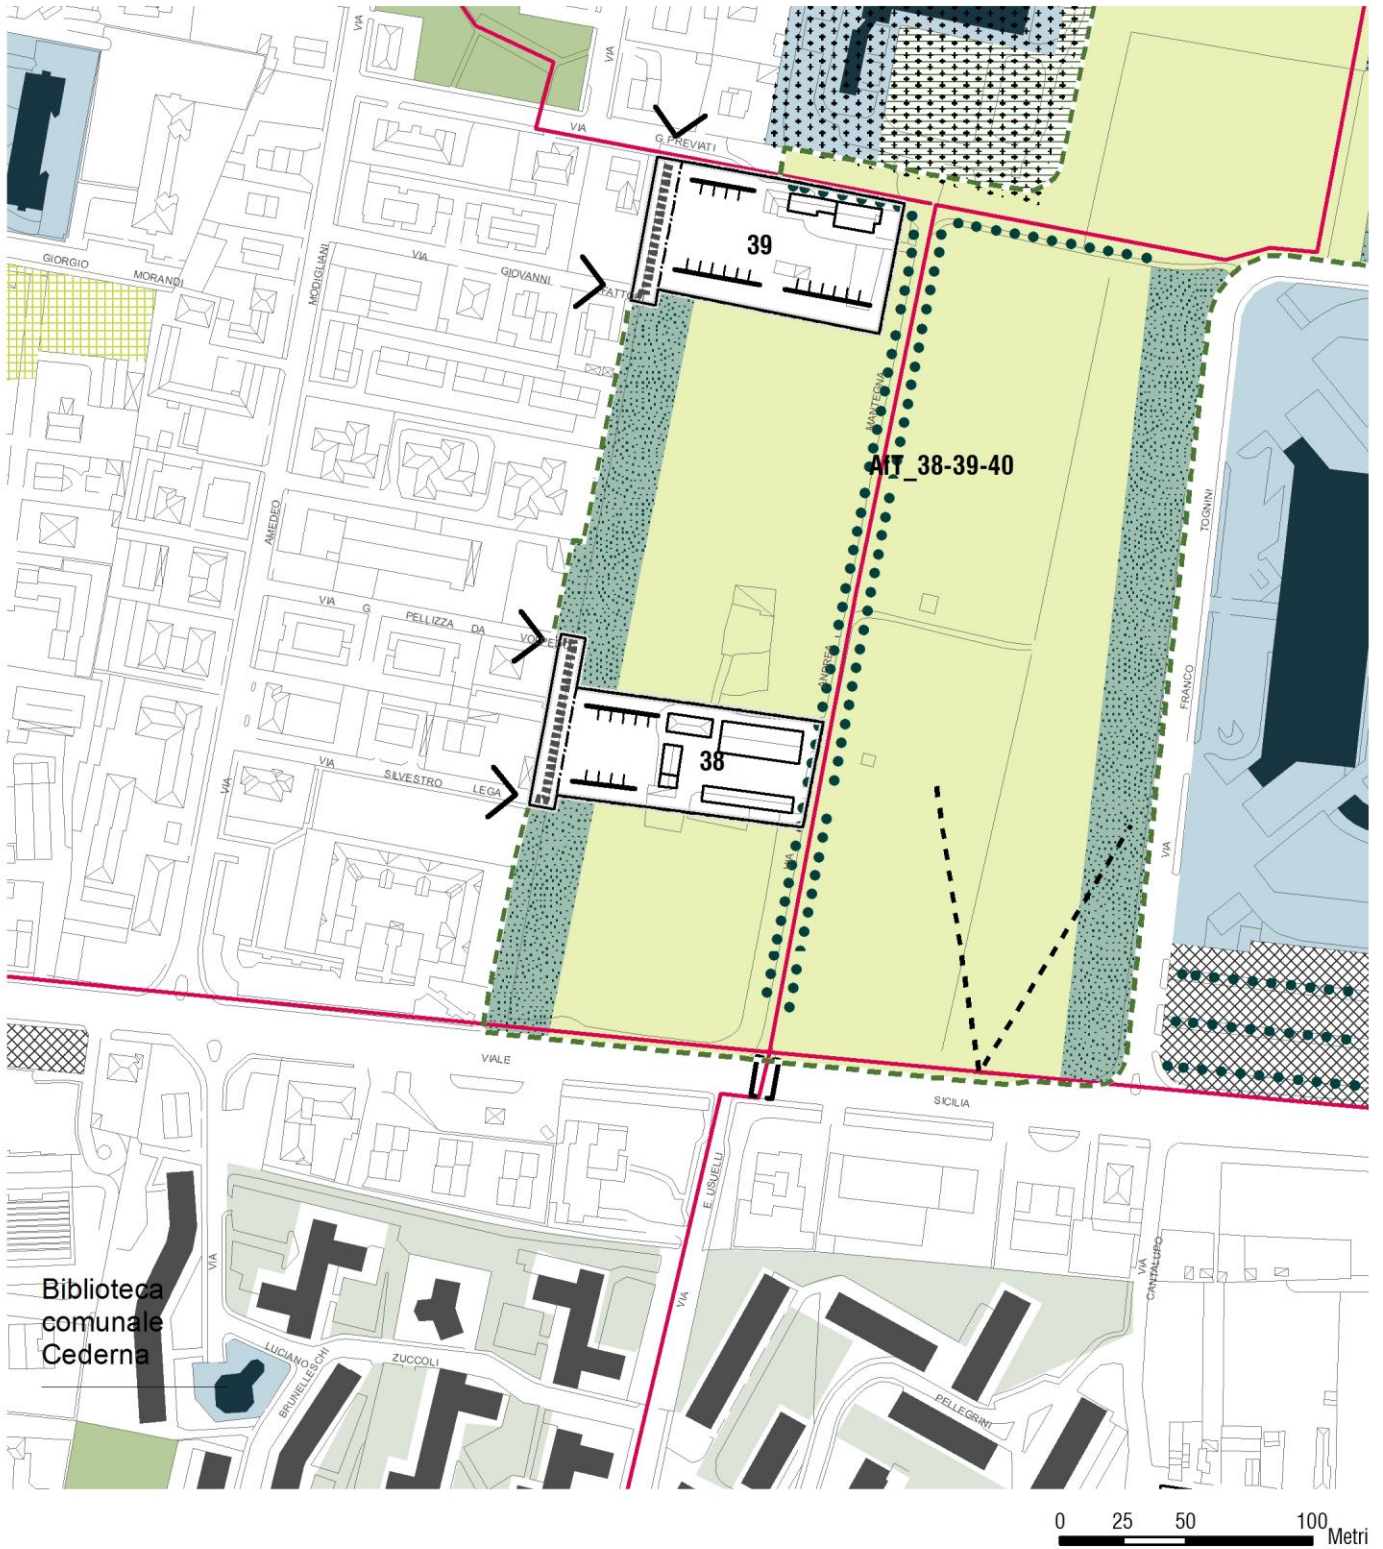 VIA
VIA
VIA
G. PREVIATI
39
GIORGIO
MORANDI
MODIGLIANI
VIA
GIOVANNI
MANTEGNA
AfT_38-39-40
TOGNINI
AMEDEO
VIA
G.
PELLIZZA
DA
ANDREA
FRANCO
38
VIA
SILVESTRO
LEGA
VIA
VIA
VIA
VIALE
SICILIA
E. USUELLI
VIA
VIA
CANTALUPO
VIA
Biblioteca
comunale
Cederna
LUCIANO
ZUCCOLI
BRUNELLESCHI
PELLEGRINI
0 25 50 100 Metri